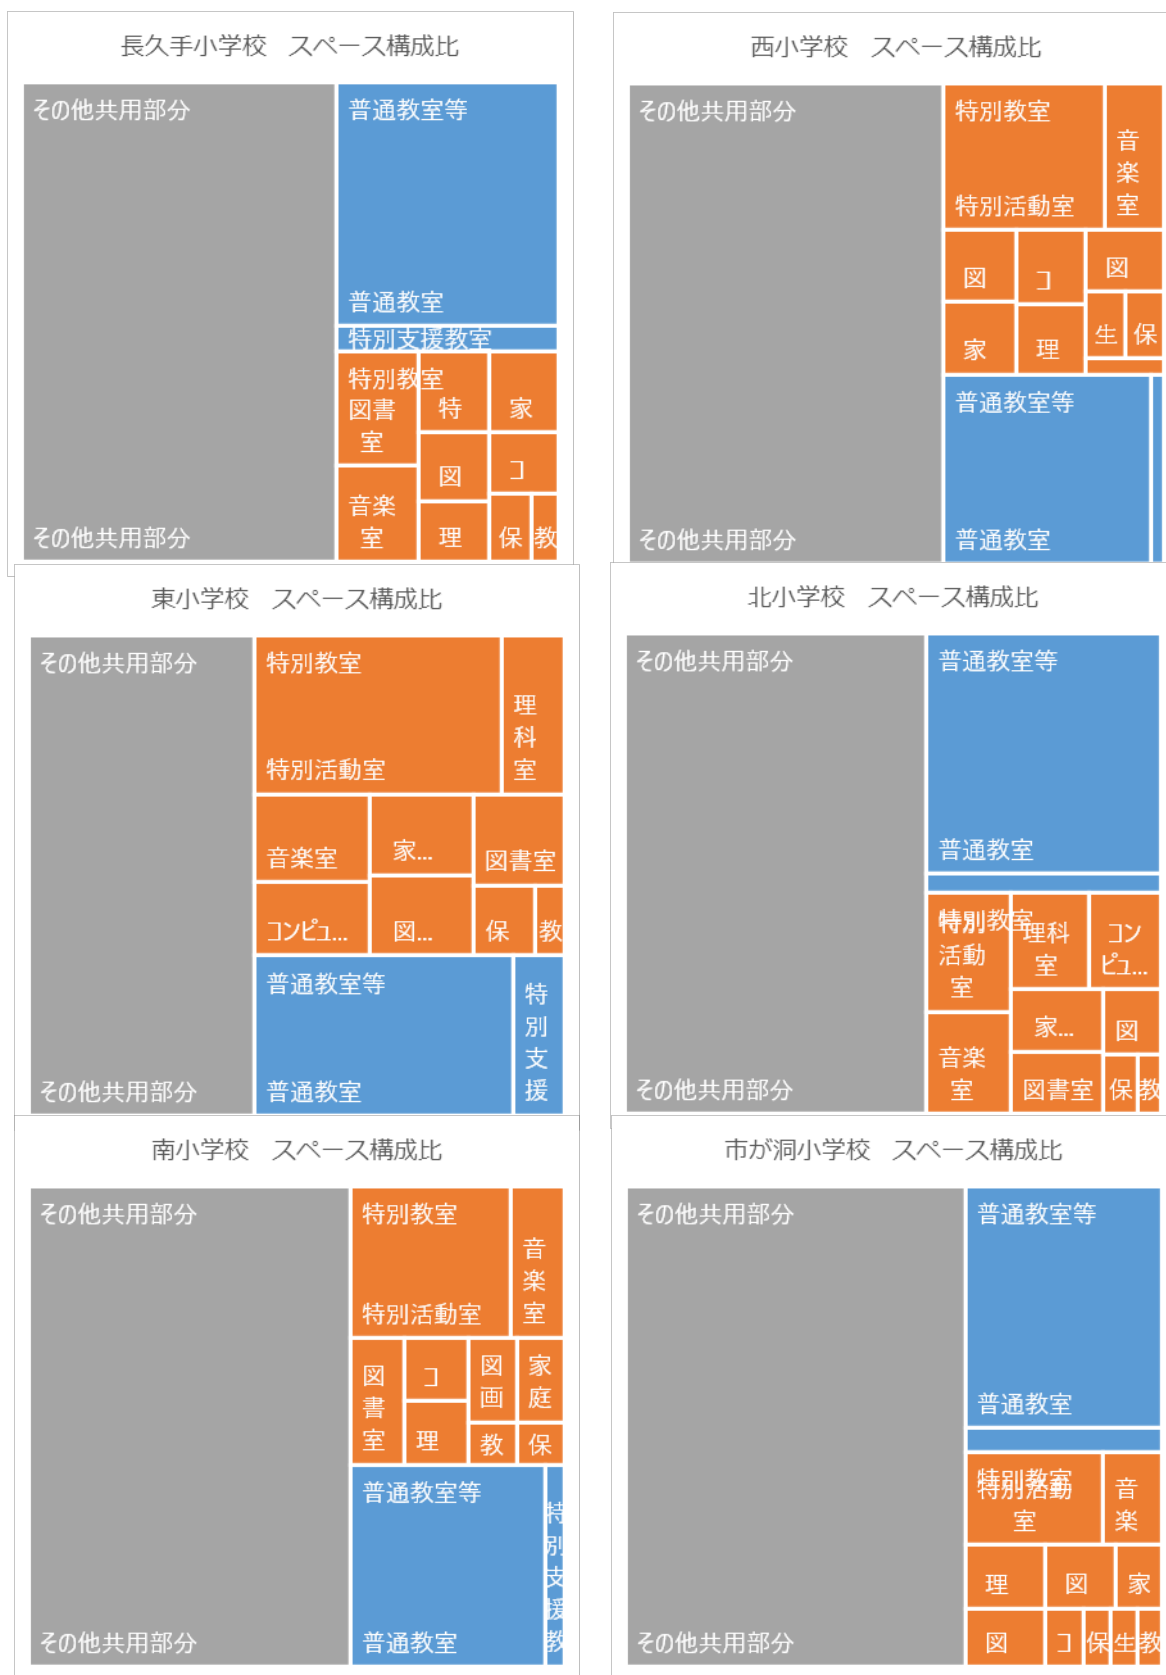 長久手小学校　スペース構成比
その他共用部分
その他共用部分
普通教室等
普通教室
特別支援教室
特別教室
図書
室
特
家
図
コ
音楽
室
理
保
教
西小学校　スペース構成比
その他共用部分
その他共用部分
特別教室
特別活動室
音
楽
室
図
コ
図
家
理
生
保
普通教室等
普通教室
東小学校　スペース構成比
その他共用部分
その他共用部分
特別教室
特別活動室
理
科
室
音楽室
家...
図書室
コンピュ...
図...
保
教
普通教室等
普通教室
特
別
支
援
北小学校　スペース構成比
その他共用部分
その他共用部分
普通教室等
普通教室
特別教室
特別
活動
室
理科
室
コン
ピュ...
音楽
室
家...
図
図書室
保
教
南小学校　スペース構成比
その他共用部分
その他共用部分
特別教室
特別活動室
音
楽
室
図
書
室
コ
図
画
家
庭
理
教
保
普通教室等
普通教室
特
別
支
援
教
市が洞小学校　スペース構成比
その他共用部分
その他共用部分
普通教室等
普通教室
特別教室
特別活動
室
音
楽
理
図
家
図
コ
保
生
教